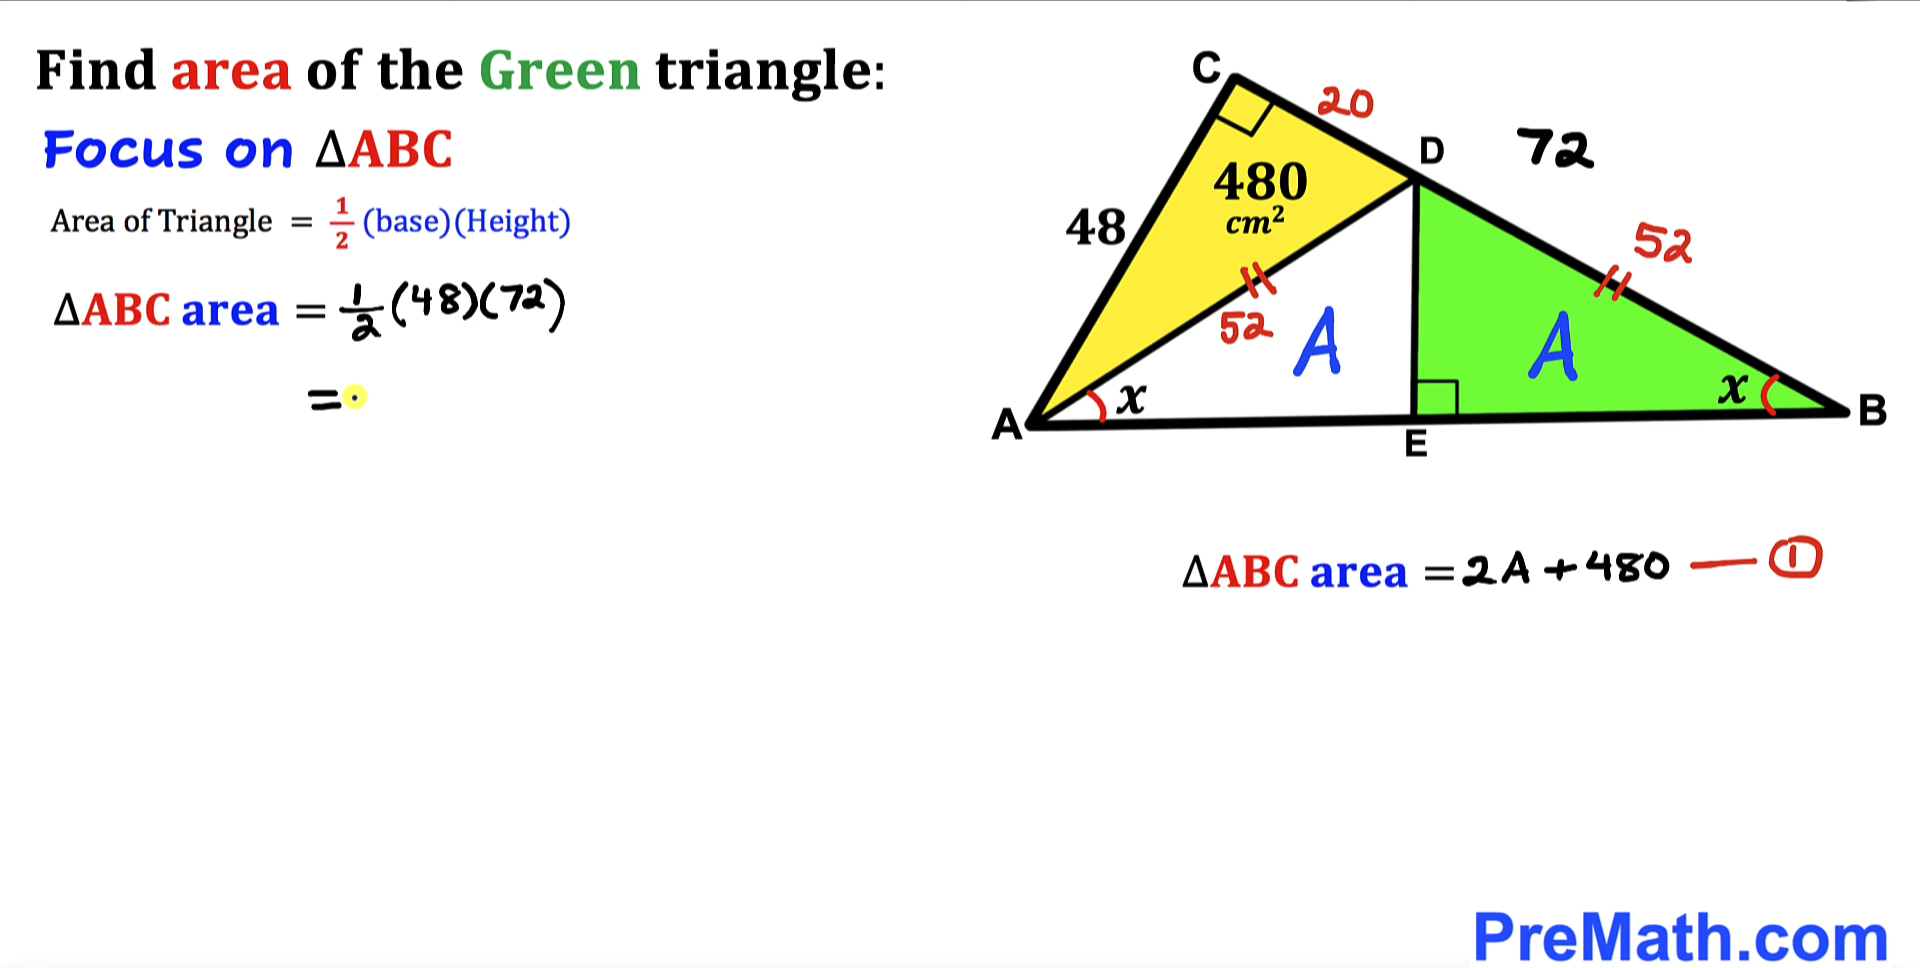 Find area of the Green triangle:
Focus on ΔABC
Area of Triangle = 1/2 (base)(Height)
ΔABC area = 1/2 (48)(72)
=
C
20
D
72
480
cm²
48
52
52
A
A
x
x
A
B
E
ΔABC area = 2A + 480 — ①
PreMath.com